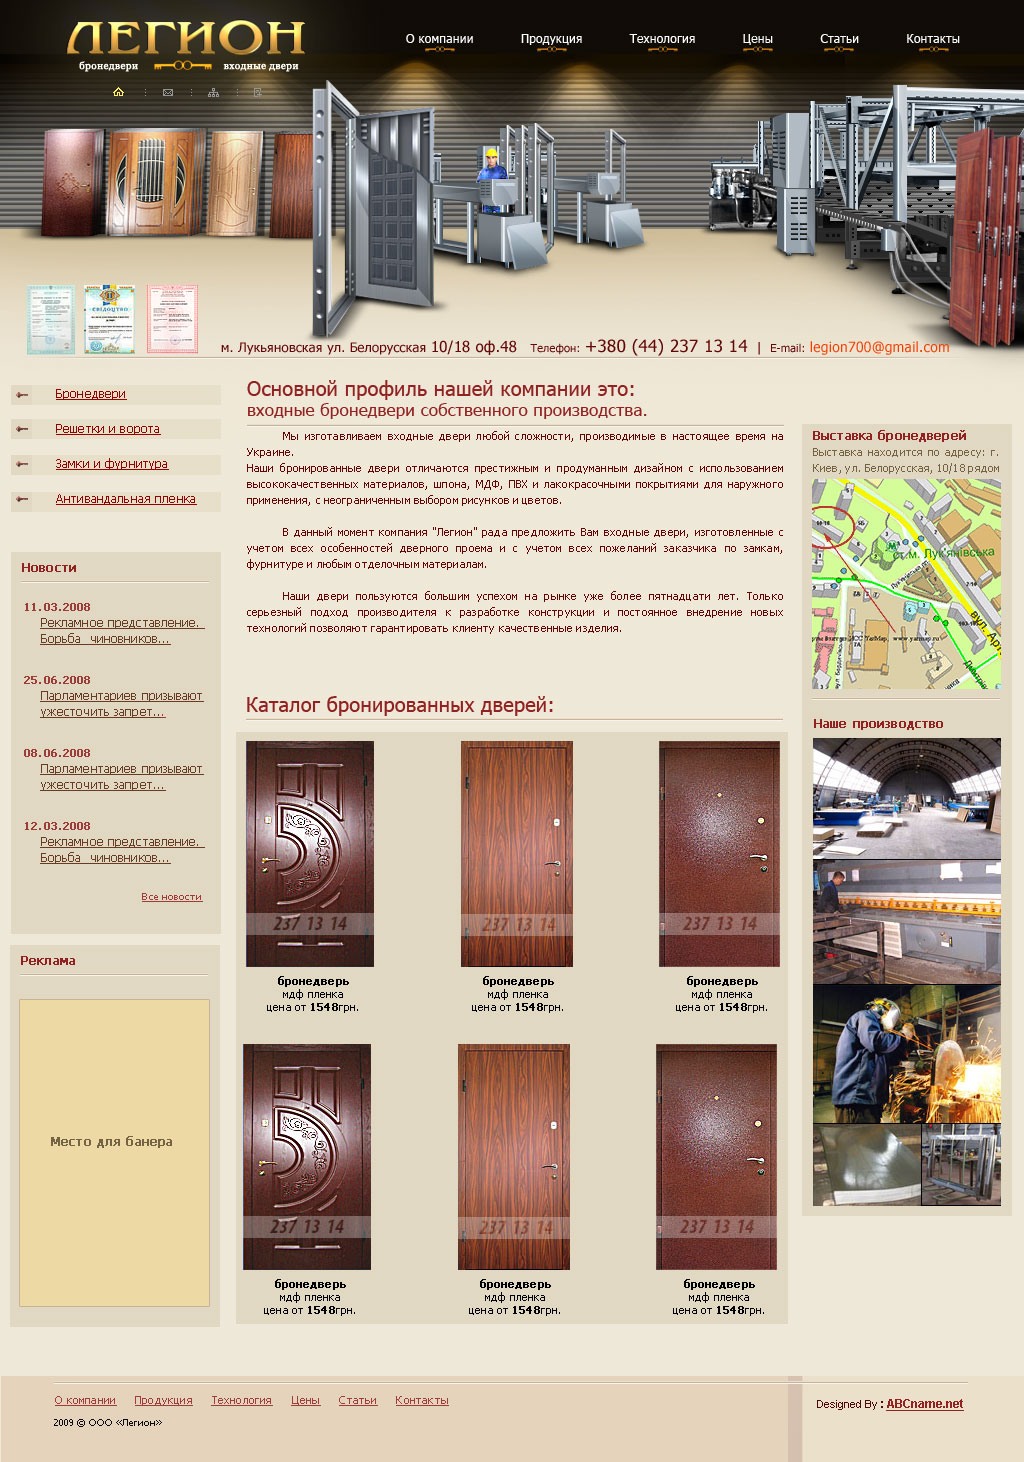 ЛЕГИОН
бронедвери входные двери
О компании Продукция Технология Цены Статьи Контакты
свідоцтво
м. Лукьяновская ул. Белорусская 10/18 оф.48 Телефон: +380 (44) 237 13 14 | E-mail: legion700@gmail.com
Бронедвери
Решетки и ворота
Замки и фурнитура
Антивандальная пленка
Новости
11.03.2008
Рекламное представление.
Борьба чиновников...
25.06.2008
Парламентариев призывают
ужесточить запрет...
08.06.2008
Парламентариев призывают
ужесточить запрет...
12.03.2008
Рекламное представление.
Борьба чиновников...
Все новости
Реклама
Место для банера
Основной профиль нашей компании это:
входные бронедвери собственного производства.
Мы изготавливаем входные двери любой сложности, производимые в настоящее время на
Украине.
Наши бронированные двери отличаются престижным и продуманным дизайном с использованием
высококачественных материалов, шпона, МДФ, ПВХ и лакокрасочными покрытиями для наружного
применения, с неограниченным выбором рисунков и цветов.
В данный момент компания "Легион" рада предложить Вам входные двери, изготовленные с
учетом всех особенностей дверного проема и с учетом всех пожеланий заказчика по замкам,
фурнитуре и любым отделочным материалам.
Наши двери пользуются большим успехом на рынке уже более пятнадцати лет. Только
серьезный подход производителя к разработке конструкции и постоянное внедрение новых
технологий позволяют гарантировать клиенту качественные изделия.
Каталог бронированных дверей:
237 13 14 237 13 14 237 13 14
бронедверь бронедверь бронедверь
мдф пленка мдф пленка мдф пленка
цена от 1548грн. цена от 1548грн. цена от 1548грн.
237 13 14 237 13 14 237 13 14
бронедверь бронедверь бронедверь
мдф пленка мдф пленка мдф пленка
цена от 1548грн. цена от 1548грн. цена от 1548грн.
Выставка бронедверей
Выставка находится по адресу: г.
Киев, ул. Белорусская, 10/18 рядом
10-18
ст.м. Лук'янівська
2-10
вул. Арт
www.yasmap.ru
7А
Наше производство
О компании Продукция Технология Цены Статьи Контакты
2009 © ООО «Легион»
Designed By : ABCname.net